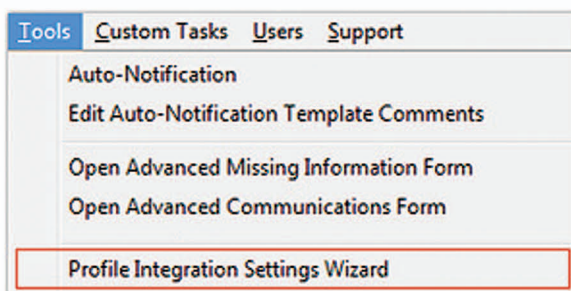 Tools Custom Tasks Users Support
Auto-Notification
Edit Auto-Notification Template Comments
Open Advanced Missing Information Form
Open Advanced Communications Form
Profile Integration Settings Wizard